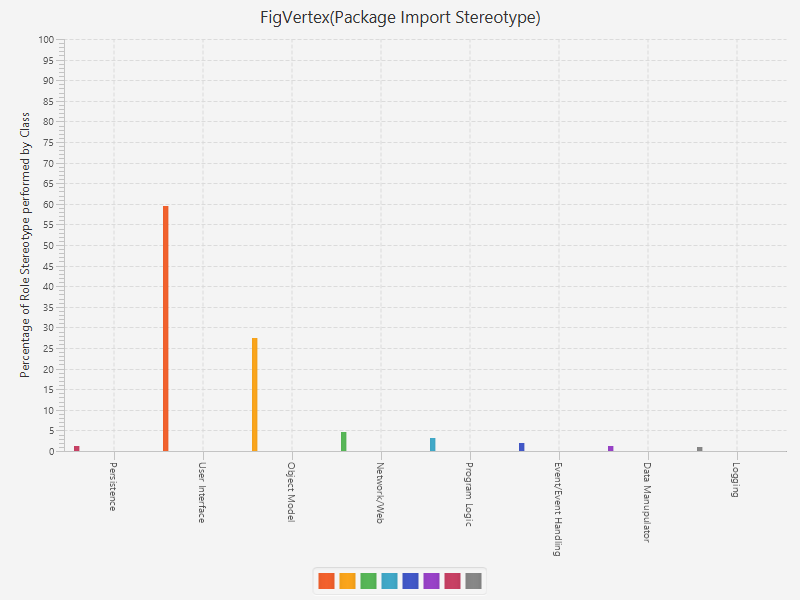 FigVertex(Package Import Stereotype)
Percentage of Role Stereotype performed by Class
100
95
90
85
80
75
70
65
60
55
50
45
40
35
30
25
20
15
10
5
0
Persistence
User Interface
Object Model
Network/Web
Program Logic
Event/Event Handling
Data Manupulator
Logging